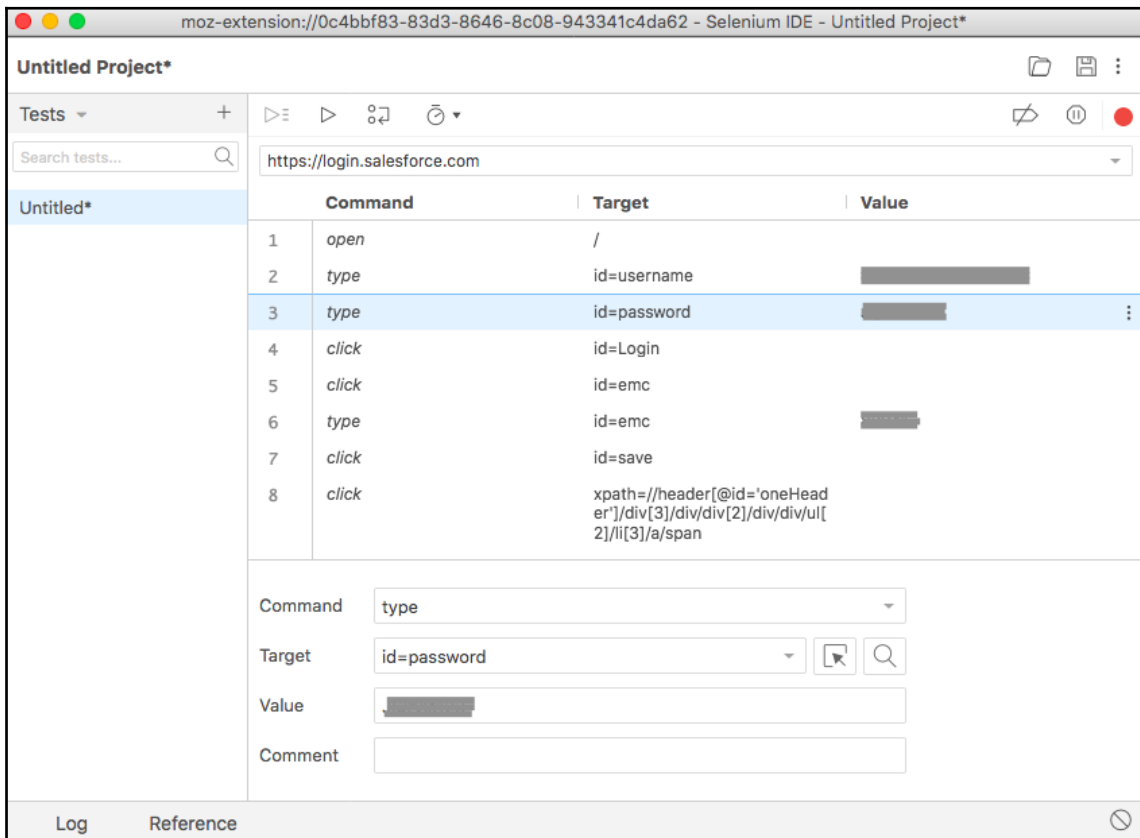 moz-extension://0c4bbf83-83d3-8646-8c08-943341c4da62 - Selenium IDE - Untitled Project*
Untitled Project*
Tests
Search tests...
Untitled*
https://login.salesforce.com
Command Target Value
1 open /
2 type id=username
3 type id=password
4 click id=Login
5 click id=emc
6 type id=emc
7 click id=save
8 click xpath=//header[@id='oneHead
er']/div[3]/div/div[2]/div/div/ul[
2]/li[3]/a/span
Command type
Target id=password
Value
Comment
Log Reference